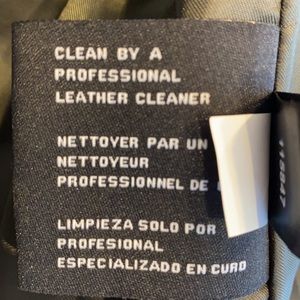 CLEAN BY A
PROFESSIONAL
LEATHER CLEANER
NETTOYER PAR UN
NETTOYEUR
PROFESSIONNEL DE
LIMPIEZA SOLO POR
PROFESIONAL
ESPECIALIZADO EN CURO